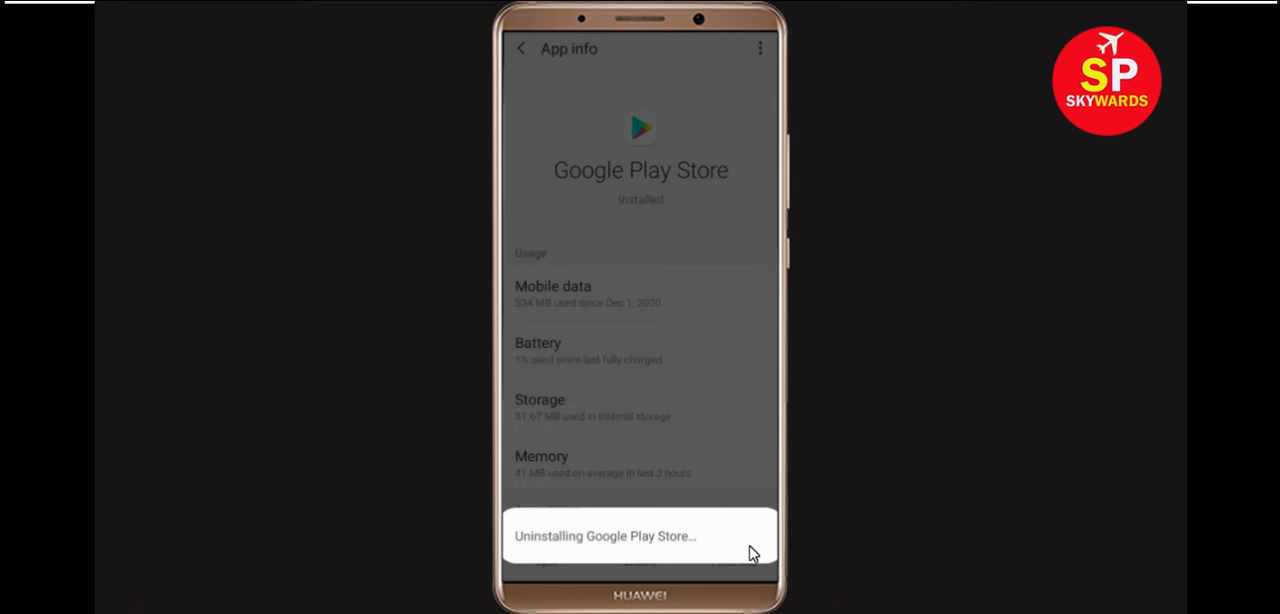 App info
SP
SKYWARDS
Google Play Store
Installed
Usage
Mobile data
534 MB used since Dec 1, 2020
Battery
1% used since last fully charged
Storage
51.67 MB used in Internal storage
Memory
41 MB used on average in last 3 hours
Uninstalling Google Play Store...
HUAWEI